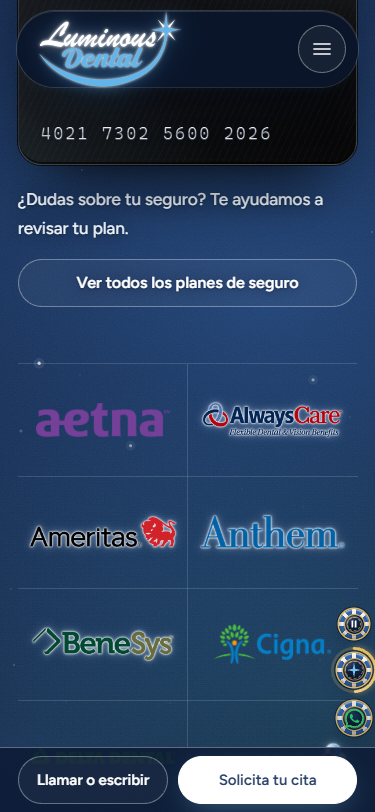 Luminous
Dental
4021 7302 5600 2026
¿Dudas sobre tu seguro? Te ayudamos a
revisar tu plan.
Ver todos los planes de seguro
aetna™
AlwaysCare
Flexible Dental & Vision Benefits
Ameritas
Anthem
BeneSys
Cigna
Llamar o escribir
Solicita tu cita